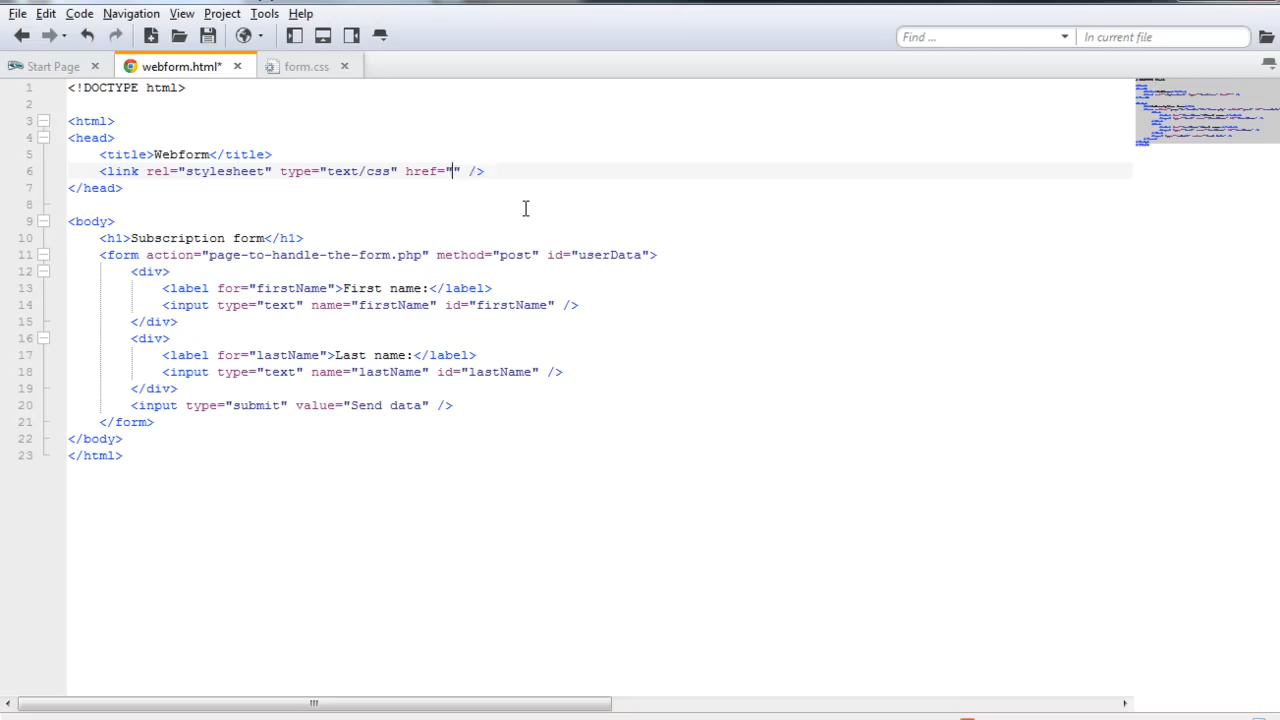 File Edit Code Navigation View Project Tools Help
Find ... In current file
Start Page webform.html* form.css
1 <!DOCTYPE html>
2
3 <html>
4 <head>
5 <title>Webform</title>
6 <link rel="stylesheet" type="text/css" href="" />
7 </head>
8
9 <body>
10 <h1>Subscription form</h1>
11 <form action="page-to-handle-the-form.php" method="post" id="userData">
12 <div>
13 <label for="firstName">First name:</label>
14 <input type="text" name="firstName" id="firstName" />
15 </div>
16 <div>
17 <label for="lastName">Last name:</label>
18 <input type="text" name="lastName" id="lastName" />
19 </div>
20 <input type="submit" value="Send data" />
21 </form>
22 </body>
23 </html>